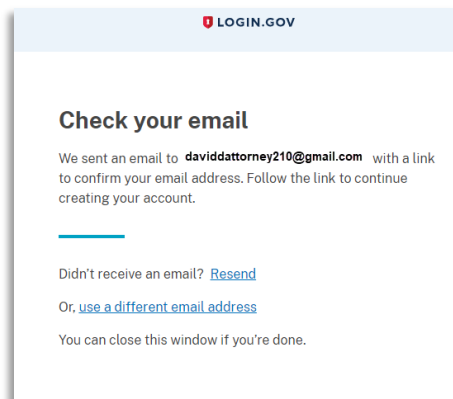 LOGIN.GOV
Check your email
We sent an email to daviddattorney210@gmail.com with a link
to confirm your email address. Follow the link to continue
creating your account.
Didn't receive an email? Resend
Or, use a different email address
You can close this window if you're done.